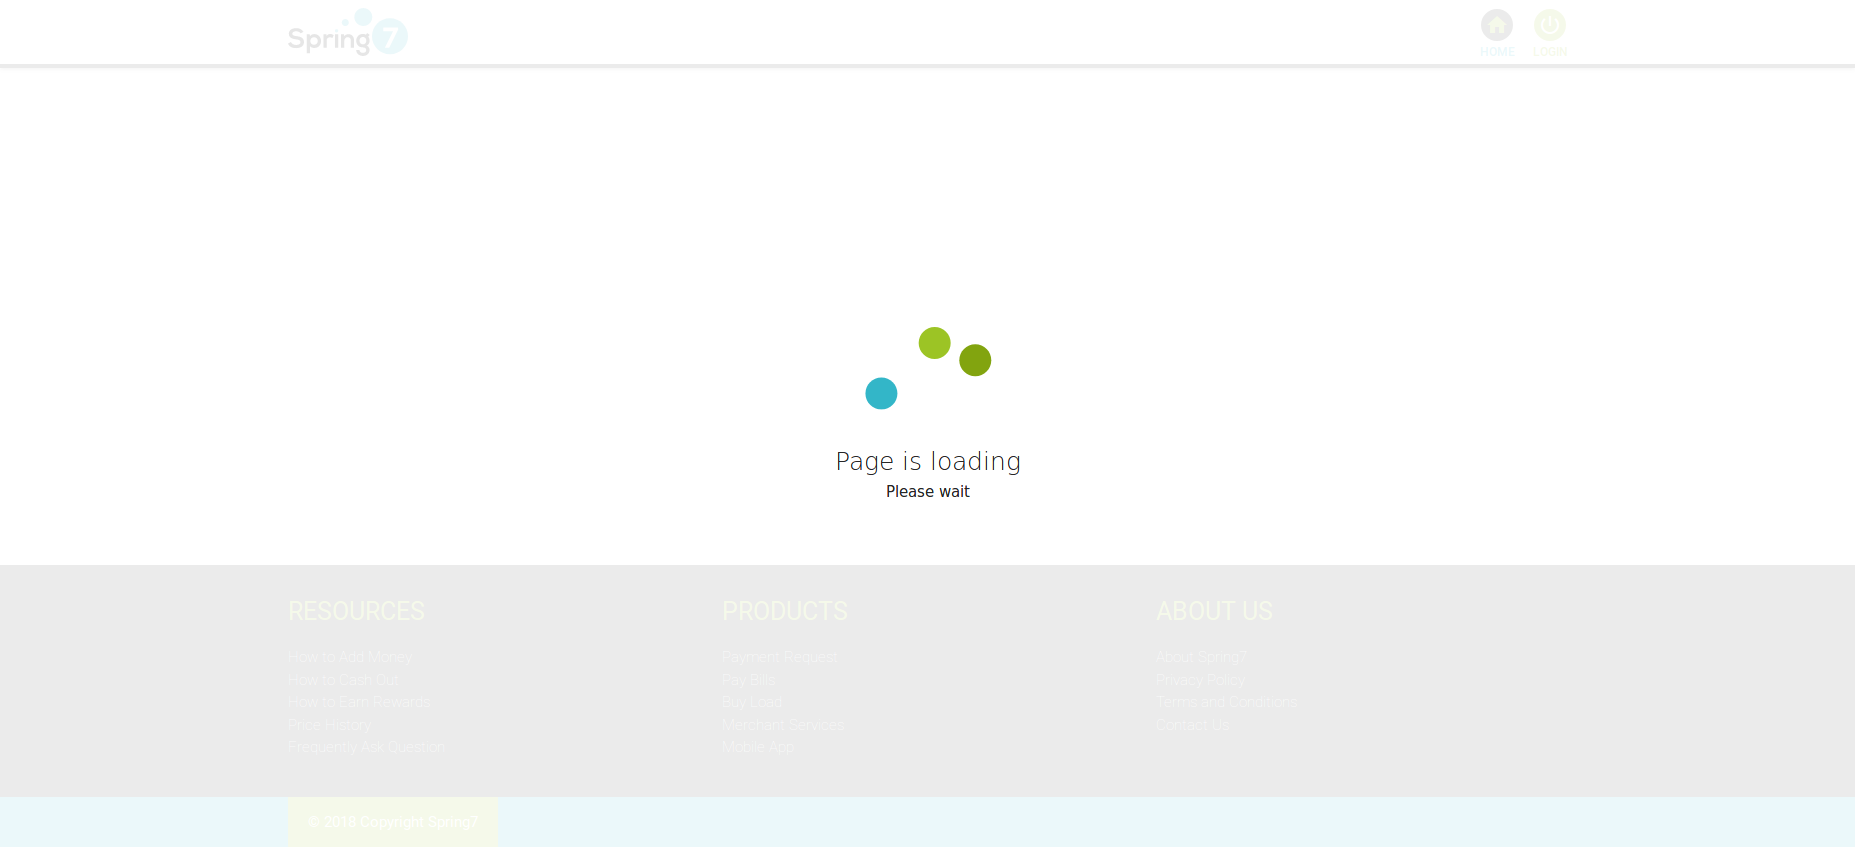 Spring 7
HOME
LOGIN
Page is loading
Please wait
RESOURCES
How to Add Money
How to Cash Out
How to Earn Rewards
Price History
Frequently Ask Question
PRODUCTS
Payment Request
Pay Bills
Buy Load
Merchant Services
Mobile App
ABOUT US
About Spring7
Privacy Policy
Terms and Conditions
Contact Us
© 2018 Copyright Spring7